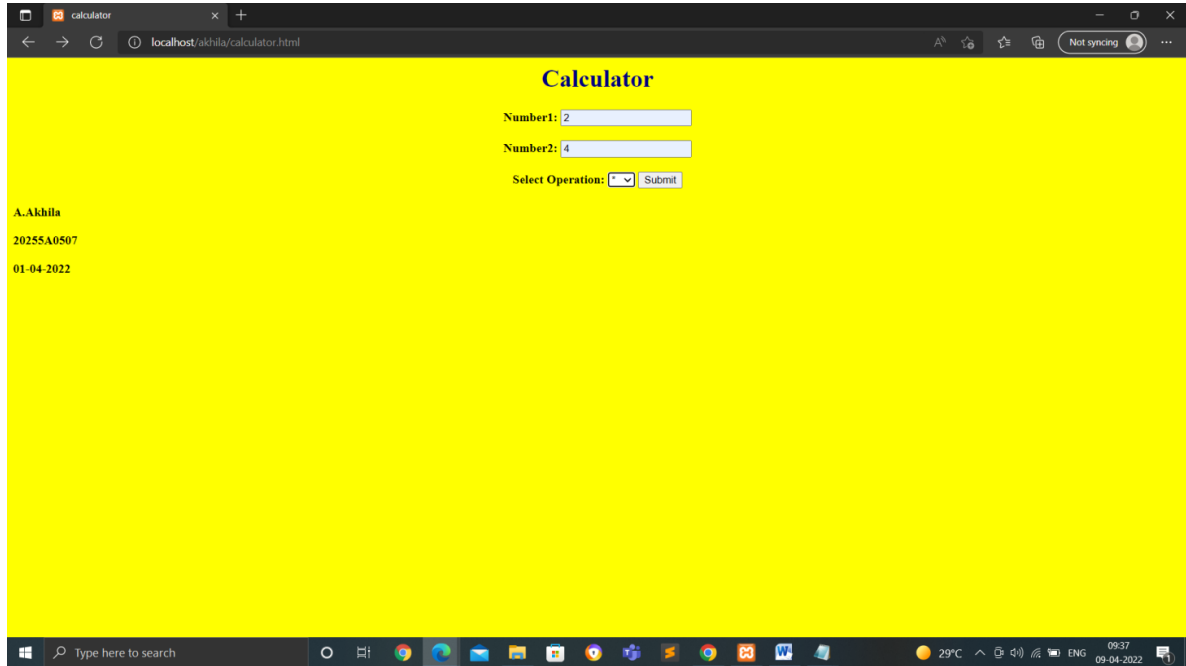 calculator
localhost/akhila/calculator.html
Not syncing
Calculator
Number1: 2
Number2: 4
Select Operation: * Submit
A.Akhila
20255A0507
01-04-2022
Type here to search
29°C ENG 09:37
09-04-2022